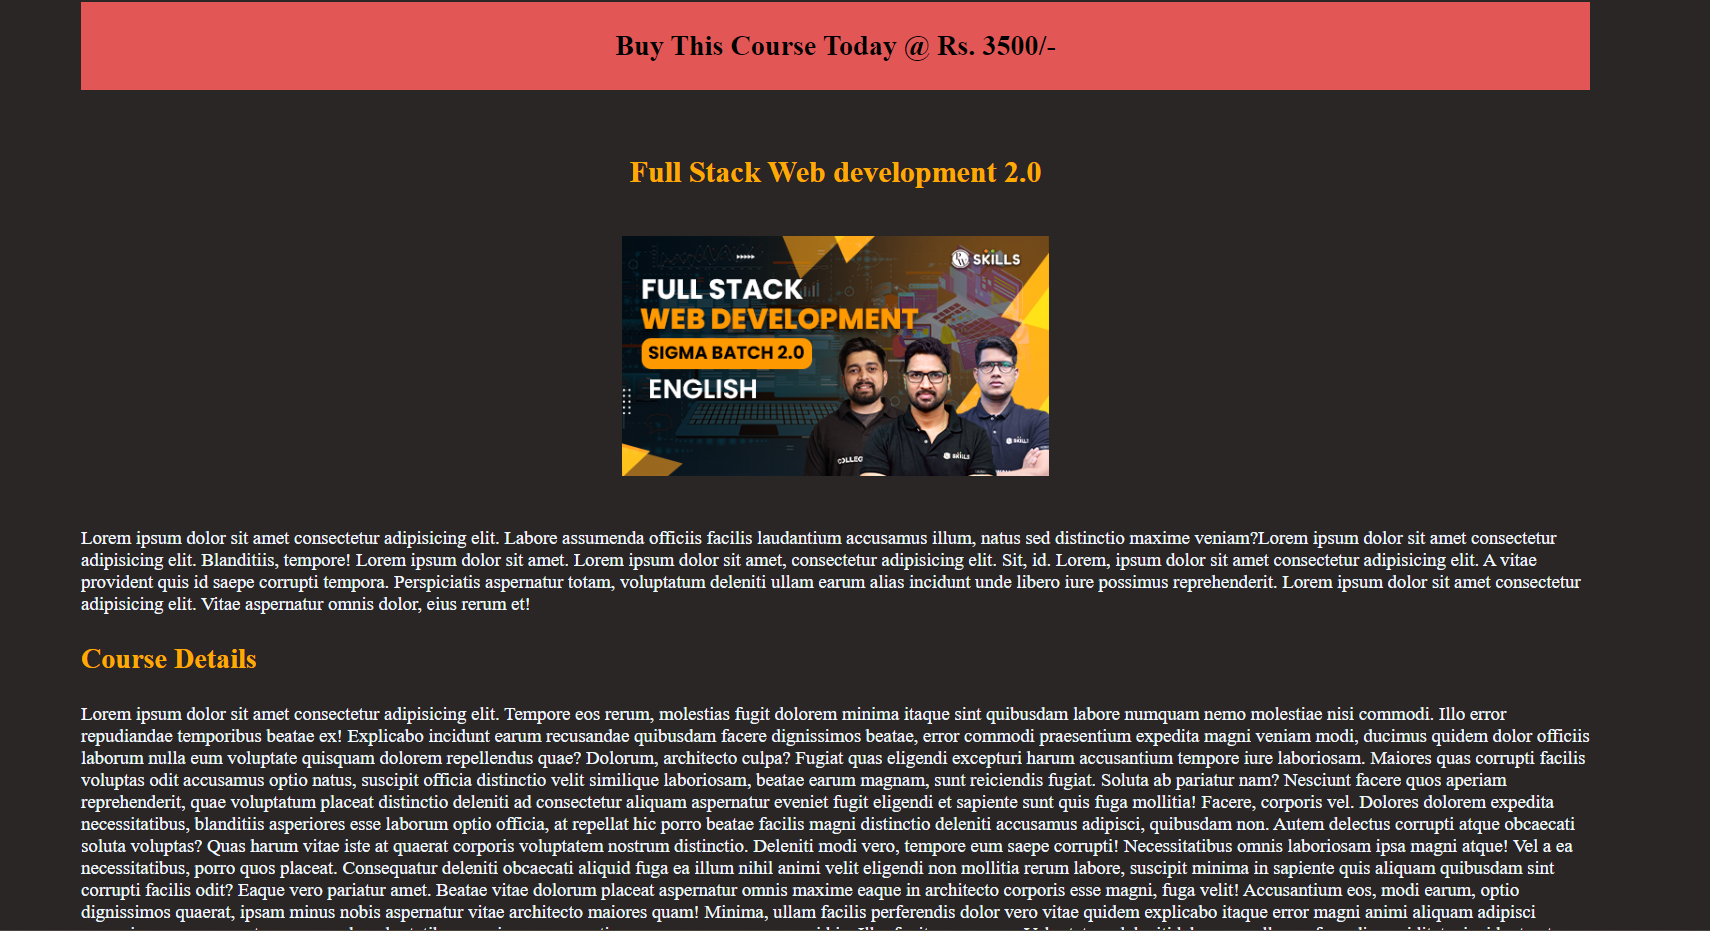 Buy This Course Today @ Rs. 3500/-
Full Stack Web development 2.0
SKILLS
FULL STACK
WEB DEVELOPMENT
SIGMA BATCH 2.0
ENGLISH
SKILLS
SKILLS
Lorem ipsum dolor sit amet consectetur adipisicing elit. Labore assumenda officiis facilis laudantium accusamus illum, natus sed distinctio maxime veniam?Lorem ipsum dolor sit amet consectetur
adipisicing elit. Blanditiis, tempore! Lorem ipsum dolor sit amet. Lorem ipsum dolor sit amet, consectetur adipisicing elit. Sit, id. Lorem, ipsum dolor sit amet consectetur adipisicing elit. A vitae
provident quis id saepe corrupti tempora. Perspiciatis aspernatur totam, voluptatum deleniti ullam earum alias incidunt unde libero iure possimus reprehenderit. Lorem ipsum dolor sit amet consectetur
adipisicing elit. Vitae aspernatur omnis dolor, eius rerum et!
Course Details
Lorem ipsum dolor sit amet consectetur adipisicing elit. Tempore eos rerum, molestias fugit dolorem minima itaque sint quibusdam labore numquam nemo molestiae nisi commodi. Illo error
repudiandae temporibus beatae ex! Explicabo incidunt earum recusandae quibusdam facere dignissimos beatae, error commodi praesentium expedita magni veniam modi, ducimus quidem dolor officiis
laborum nulla eum voluptate quisquam dolorem repellendus quae? Dolorum, architecto culpa? Fugiat quas eligendi excepturi harum accusantium tempore iure laboriosam. Maiores quas corrupti facilis
voluptas odit accusamus optio natus, suscipit officia distinctio velit similique laboriosam, beatae earum magnam, sunt reiciendis fugiat. Soluta ab pariatur nam? Nesciunt facere quos aperiam
reprehenderit, quae voluptatum placeat distinctio deleniti ad consectetur aliquam aspernatur eveniet fugit eligendi et sapiente sunt quis fuga mollitia! Facere, corporis vel. Dolores dolorem expedita
necessitatibus, blanditiis asperiores esse laborum optio officia, at repellat hic porro beatae facilis magni distinctio deleniti accusamus adipisci, quibusdam non. Autem delectus corrupti atque obcaecati
soluta voluptas? Quas harum vitae iste at quaerat corporis voluptatem nostrum distinctio. Deleniti modi vero, tempore eum saepe corrupti! Necessitatibus omnis laboriosam ipsa magni atque! Vel a ea
necessitatibus, porro quos placeat. Consequatur deleniti obcaecati aliquid fuga ea illum nihil animi velit eligendi non mollitia rerum labore, suscipit minima in sapiente quis aliquam quibusdam sint
corrupti facilis odit? Eaque vero pariatur amet. Beatae vitae dolorum placeat aspernatur omnis maxime eaque in architecto corporis esse magni, fuga velit! Accusantium eos, modi earum, optio
dignissimos quaerat, ipsam minus nobis aspernatur vitae architecto maiores quam! Minima, ullam facilis perferendis dolor vero vitae quidem explicabo itaque error magni animi aliquam adipisci